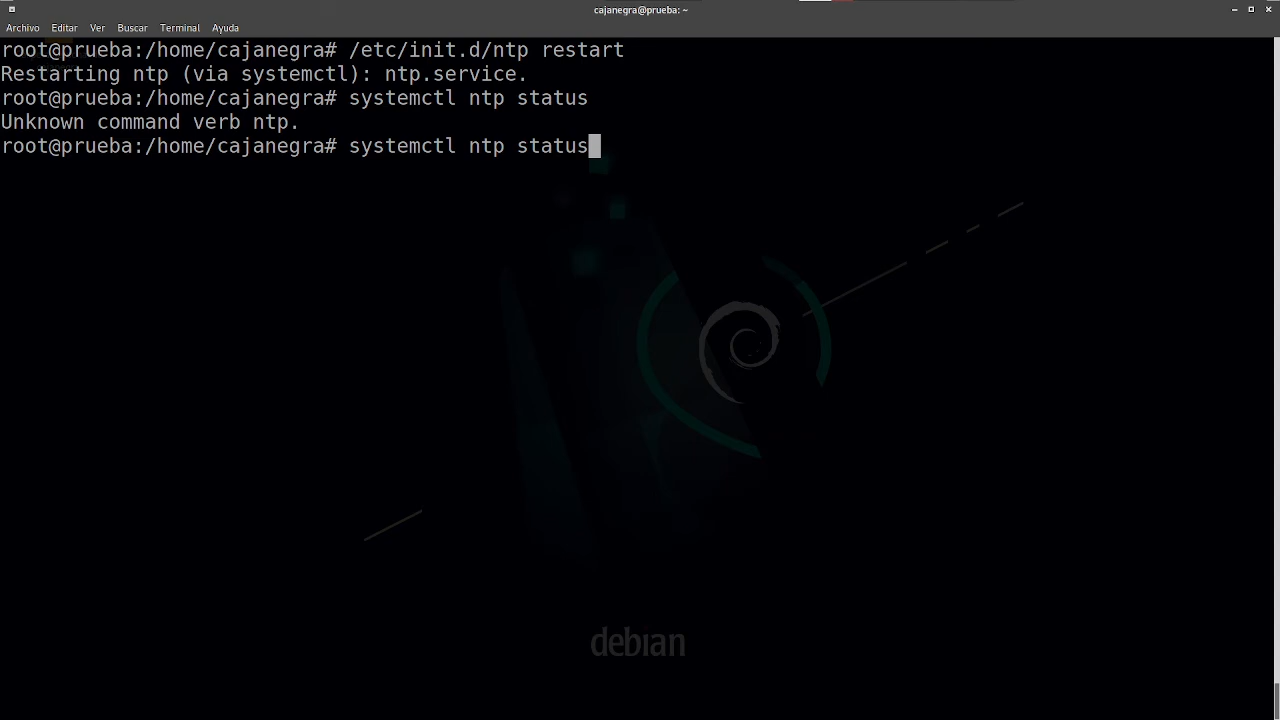 cajanegra@prueba: ~
Archivo Editar Ver Buscar Terminal Ayuda
root@prueba:/home/cajanegra# /etc/init.d/ntp restart
Restarting ntp (via systemctl): ntp.service.
root@prueba:/home/cajanegra# systemctl ntp status
Unknown command verb ntp.
root@prueba:/home/cajanegra# systemctl ntp status
debian